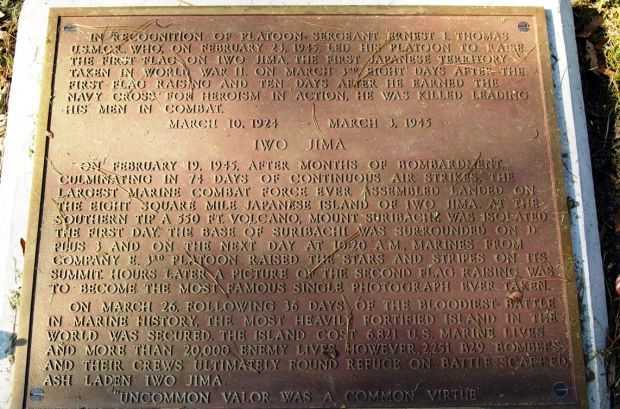 IN RECOGNITION OF PLATOON SERGEANT ERNEST I. THOMAS
U.S.M.C.R. WHO, ON FEBRUARY 23, 1945, LED HIS PLATOON TO RAISE
THE FIRST FLAG ON IWO JIMA, THE FIRST JAPANESE TERRITORY
TAKEN IN WORLD WAR II. ON MARCH 3RD, EIGHT DAYS AFTER THE
FIRST FLAG RAISING AND TEN DAYS AFTER HE EARNED THE
NAVY CROSS FOR HEROISM IN ACTION, HE WAS KILLED LEADING
HIS MEN IN COMBAT.
MARCH 10, 1924 MARCH 3, 1945
IWO JIMA
ON FEBRUARY 19, 1945, AFTER MONTHS OF BOMBARDMENT,
CULMINATING IN 74 DAYS OF CONTINUOUS AIR STRIKES, THE
LARGEST MARINE COMBAT FORCE EVER ASSEMBLED LANDED ON
THE EIGHT SQUARE MILE JAPANESE ISLAND OF IWO JIMA. AT THE
SOUTHERN TIP A 550 FT. VOLCANO, MOUNT SURIBACHI, WAS ISOLATED
THE FIRST DAY. THE BASE OF SURIBACHI WAS SURROUNDED ON D
PLUS 3, AND ON THE NEXT DAY AT 10:20 A.M., MARINES FROM
COMPANY E, 3RD PLATOON RAISED THE STARS AND STRIPES ON ITS
SUMMIT. HOURS LATER A PICTURE OF THE SECOND FLAG RAISING WAS
TO BECOME THE MOST FAMOUS SINGLE PHOTOGRAPH EVER TAKEN.
ON MARCH 26, FOLLOWING 36 DAYS OF THE BLOODIEST BATTLE
IN MARINE HISTORY, THE MOST HEAVILY FORTIFIED ISLAND IN THE
WORLD WAS SECURED. THE ISLAND COST 6,821 U.S. MARINE LIVES
AND MORE THAN 20,000 ENEMY LIVES. HOWEVER, 2,251 B29 BOMBERS
AND THEIR CREWS ULTIMATELY FOUND REFUGE ON BATTLE SCARRED,
ASH LADEN IWO JIMA.
"UNCOMMON VALOR WAS A COMMON VIRTUE"